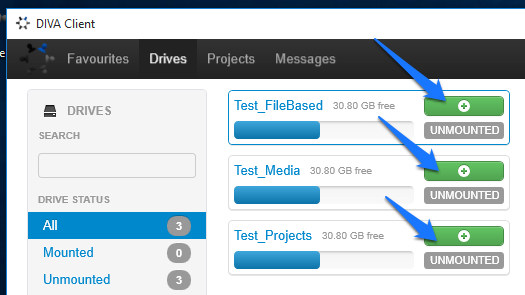 DIVA Client
Favourites Drives Projects Messages
DRIVES
SEARCH
DRIVE STATUS
All 3
Mounted 0
Unmounted 3
Test_FileBased 30.80 GB free
UNMOUNTED
Test_Media 30.80 GB free
UNMOUNTED
Test_Projects 30.80 GB free
UNMOUNTED